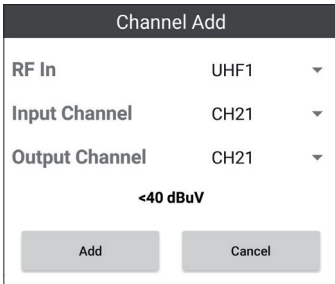 Channel Add
RF In UHF1
Input Channel CH21
Output Channel CH21
<40 dBuV
Add Cancel